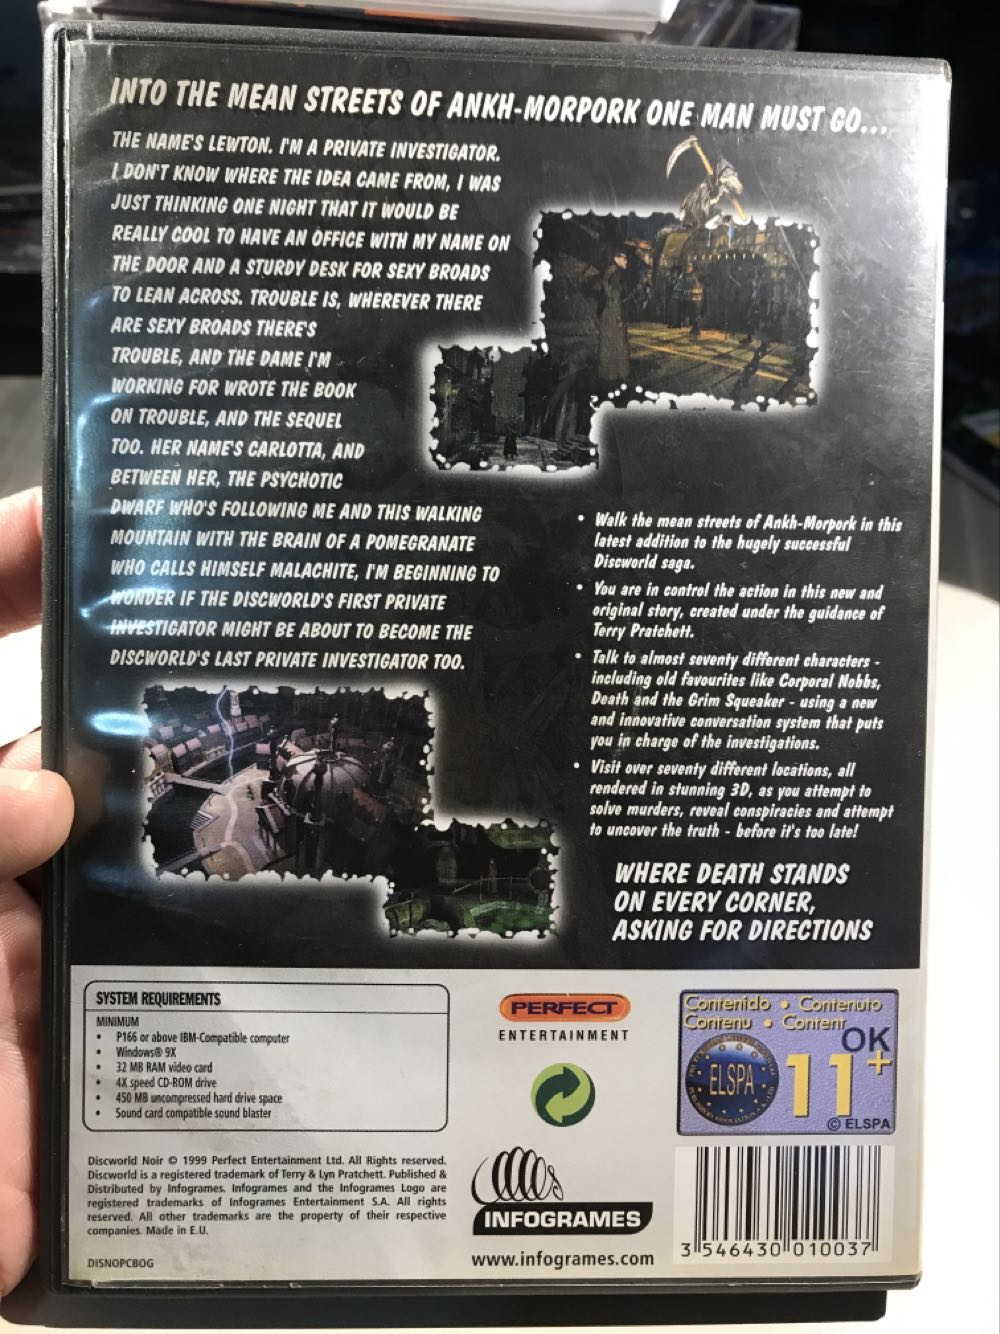 INTO THE MEAN STREETS OF ANKH-MORPORK ONE MAN MUST GO...
THE NAME'S LEWTON. I'M A PRIVATE INVESTIGATOR.
I DON'T KNOW WHERE THE IDEA CAME FROM, I WAS
JUST THINKING ONE NIGHT THAT IT WOULD BE
REALLY COOL TO HAVE AN OFFICE WITH MY NAME ON
THE DOOR AND A STURDY DESK FOR SEXY BROADS
TO LEAN ACROSS. TROUBLE IS, WHEREVER THERE
ARE SEXY BROADS THERE'S
TROUBLE, AND THE DAME I'M
WORKING FOR WROTE THE BOOK
ON TROUBLE, AND THE SEQUEL
TOO. HER NAME'S CARLOTTA, AND
BETWEEN HER, THE PSYCHOTIC
DWARF WHO'S FOLLOWING ME AND THIS WALKING
MOUNTAIN WITH THE BRAIN OF A POMEGRANATE
WHO CALLS HIMSELF MALACHITE, I'M BEGINNING TO
WONDER IF THE DISCWORLD'S FIRST PRIVATE
INVESTIGATOR MIGHT BE ABOUT TO BECOME THE
DISCWORLD'S LAST PRIVATE INVESTIGATOR TOO.
• Walk the mean streets of Ankh-Morpork in this
latest addition to the hugely successful
Discworld saga.
• You are in control the action in this new and
original story, created under the guidance of
Terry Pratchett.
• Talk to almost seventy different characters -
including old favourites like Corporal Nobbs,
Death and the Grim Squeaker - using a new
and innovative conversation system that puts
you in charge of the investigations.
• Visit over seventy different locations, all
rendered in stunning 3D, as you attempt to
solve murders, reveal conspiracies and attempt
to uncover the truth - before it's too late!
WHERE DEATH STANDS
ON EVERY CORNER,
ASKING FOR DIRECTIONS
SYSTEM REQUIREMENTS
MINIMUM
• P166 or above IBM-Compatible computer
• Windows® 9X
• 32 MB RAM video card
• 4X speed CD-ROM drive
• 450 MB uncompressed hard drive space
• Sound card compatible sound blaster
Discworld Noir © 1999 Perfect Entertainment Ltd. All Rights reserved.
Discworld is a registered trademark of Terry & Lyn Pratchett. Published &
Distributed by Infogrames. Infogrames and the Infogrames Logo are
registered trademarks of Infogrames Entertainment S.A. All rights
reserved. All other trademarks are the property of their respective
companies. Made in E.U.
DISNOPCBOG
PERFECT
ENTERTAINMENT
INFOGRAMES
www.infogrames.com
Contenido • Contenuto
Contenu • Content
OK
ELSPA
11+
© ELSPA
3 546430 010037